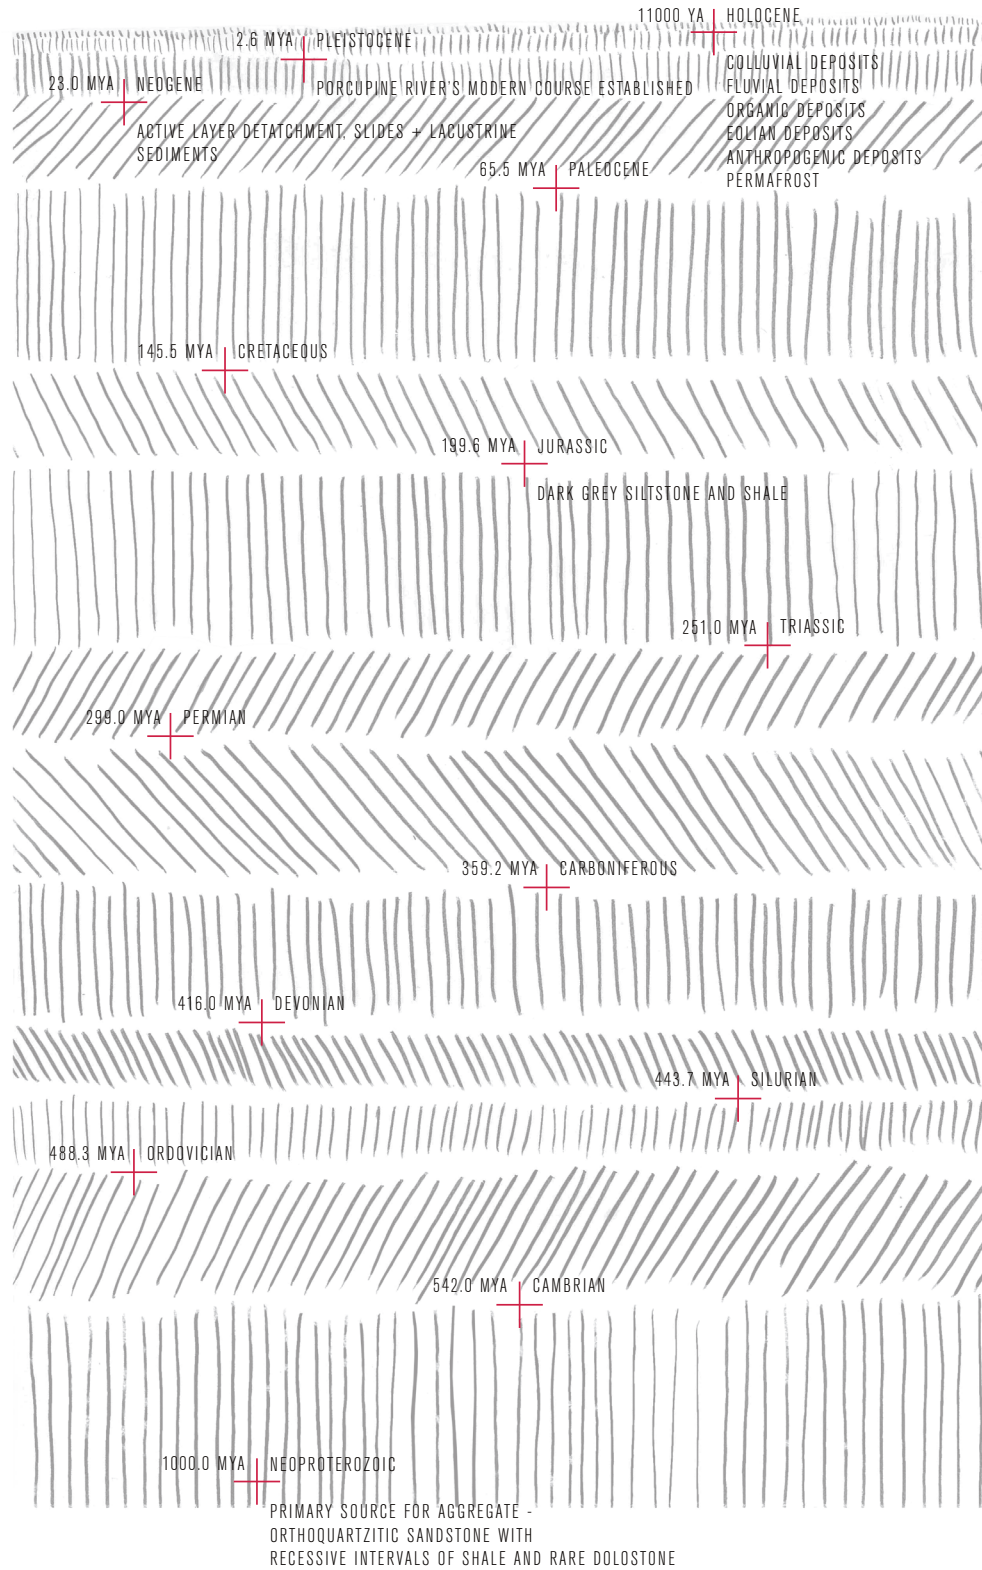 11000 YA HOLOCENE
COLLUVIAL DEPOSITS
FLUVIAL DEPOSITS
ORGANIC DEPOSITS
EOLIAN DEPOSITS
ANTHROPOGENIC DEPOSITS
PERMAFROST
2.6 MYA PLEISTOCENE
PORCUPINE RIVER'S MODERN COURSE ESTABLISHED
23.0 MYA NEOGENE
ACTIVE LAYER DETATCHMENT, SLIDES + LACUSTRINE
SEDIMENTS
65.5 MYA PALEOCENE
145.5 MYA CRETACEOUS
199.6 MYA JURASSIC
DARK GREY SILTSTONE AND SHALE
251.0 MYA TRIASSIC
299.0 MYA PERMIAN
359.2 MYA CARBONIFEROUS
416.0 MYA DEVONIAN
443.7 MYA SILURIAN
488.3 MYA ORDOVICIAN
542.0 MYA CAMBRIAN
1000.0 MYA NEOPROTEROZOIC
PRIMARY SOURCE FOR AGGREGATE -
ORTHOQUARTZITIC SANDSTONE WITH
RECESSIVE INTERVALS OF SHALE AND RARE DOLOSTONE